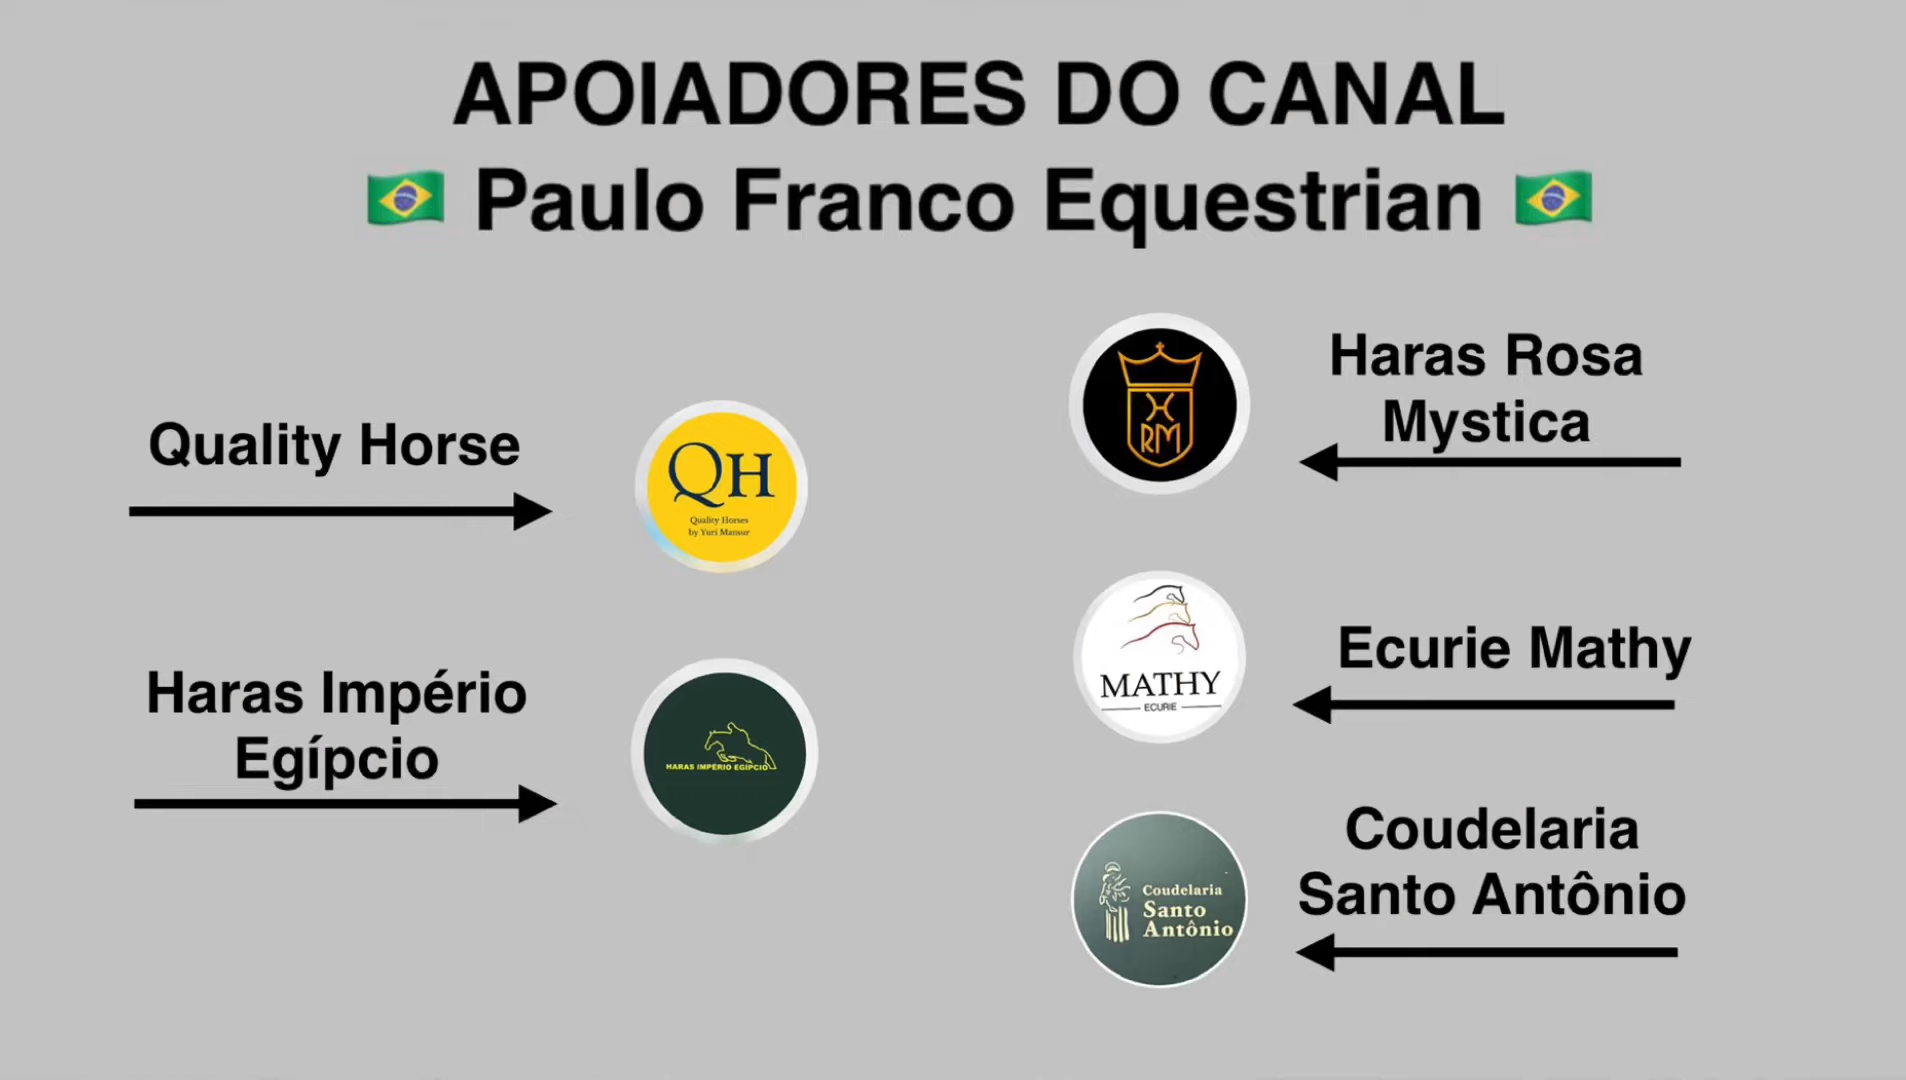 APOIADORES DO CANAL
🇧🇷 Paulo Franco Equestrian 🇧🇷
Quality Horse
QH
Quality Horses
by Yuri Mansur
Haras Império
Egípcio
HARAS IMPÉRIO EGÍPCIO
Haras Rosa
Mystica
H
RM
Ecurie Mathy
MATHY
ECURIE
Coudelaria
Santo Antônio
Coudelaria
Santo
Antônio